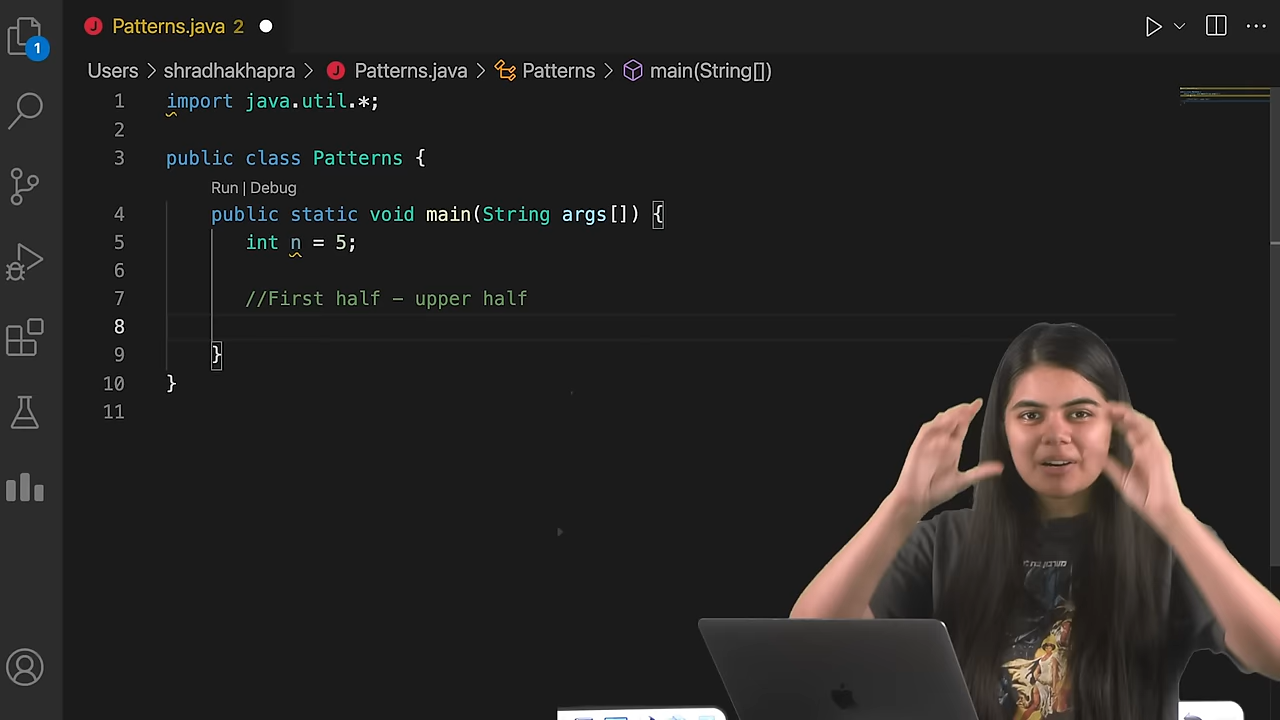 Patterns.java 2
1
Users > shradhakhapra > Patterns.java > Patterns > main(String[])
1 import java.util.*;
2
3 public class Patterns {
Run | Debug
4 public static void main(String args[]) {
5 int n = 5;
6
7 //First half - upper half
8
9 }
10 }
11